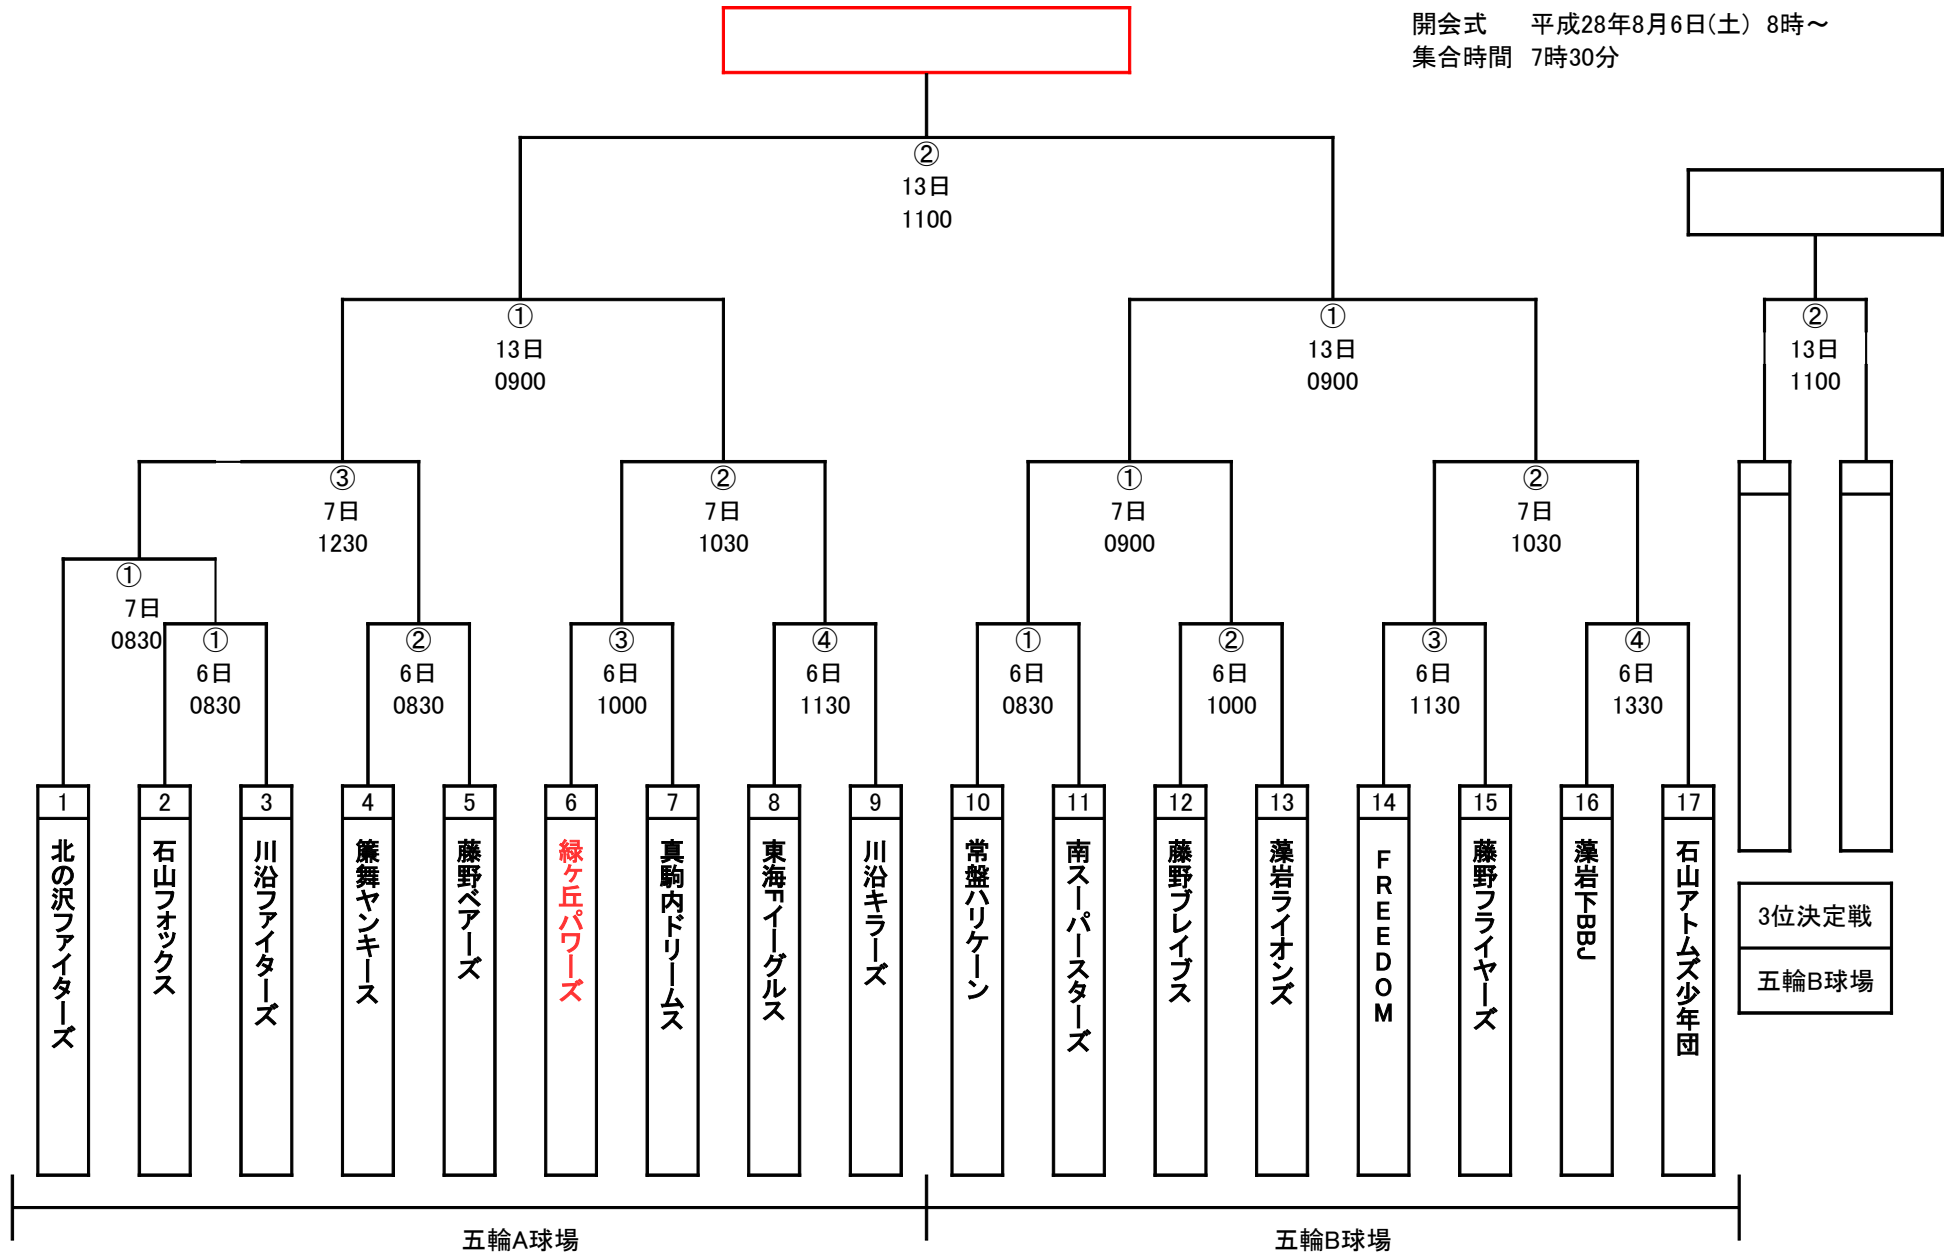 開会式 平成28年8月6日(土) 8時～
集合時間 7時30分
②
13日
1100
① ① ②
13日 13日 13日
0900 0900 1100
③ ② ① ②
7日 7日 7日 7日
1230 1030 0900 1030
①
7日
0830
① ② ③ ④ ① ② ③ ④
6日 6日 6日 6日 6日 6日 6日 6日
0830 0830 1000 1130 0830 1000 1130 1330
1 2 3 4 5 6 7 8 9 10 11 12 13 14 15 16 17
北の沢ファイターズ
石山フオックス
川沿ファイターズ
簾舞ヤンキース
藤野ベアーズ
緑ヶ丘パワーズ
真駒内ドリームス
東海Fイーグルス
川沿キラーズ
常盤ハリケーン
南スーパースターズ
藤野ブレイブス
藻岩ライオンズ
FREEDOM
藤野フライヤーズ
藻岩下BBJ
石山アトムズ少年団
3位決定戦
五輪B球場
五輪A球場 五輪B球場